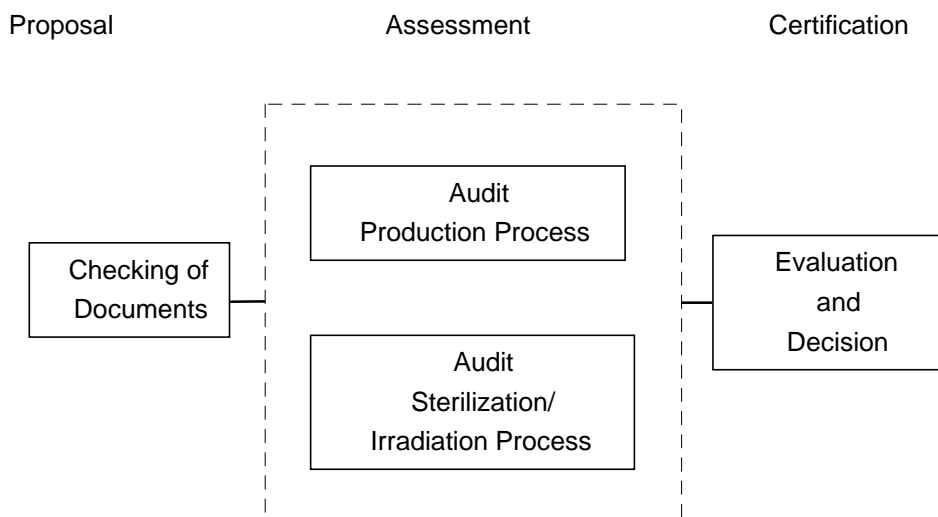 Proposal
Assessment
Certification
Audit
Production Process
Checking of
Documents
Evaluation
and
Decision
Audit
Sterilization/
Irradiation Process